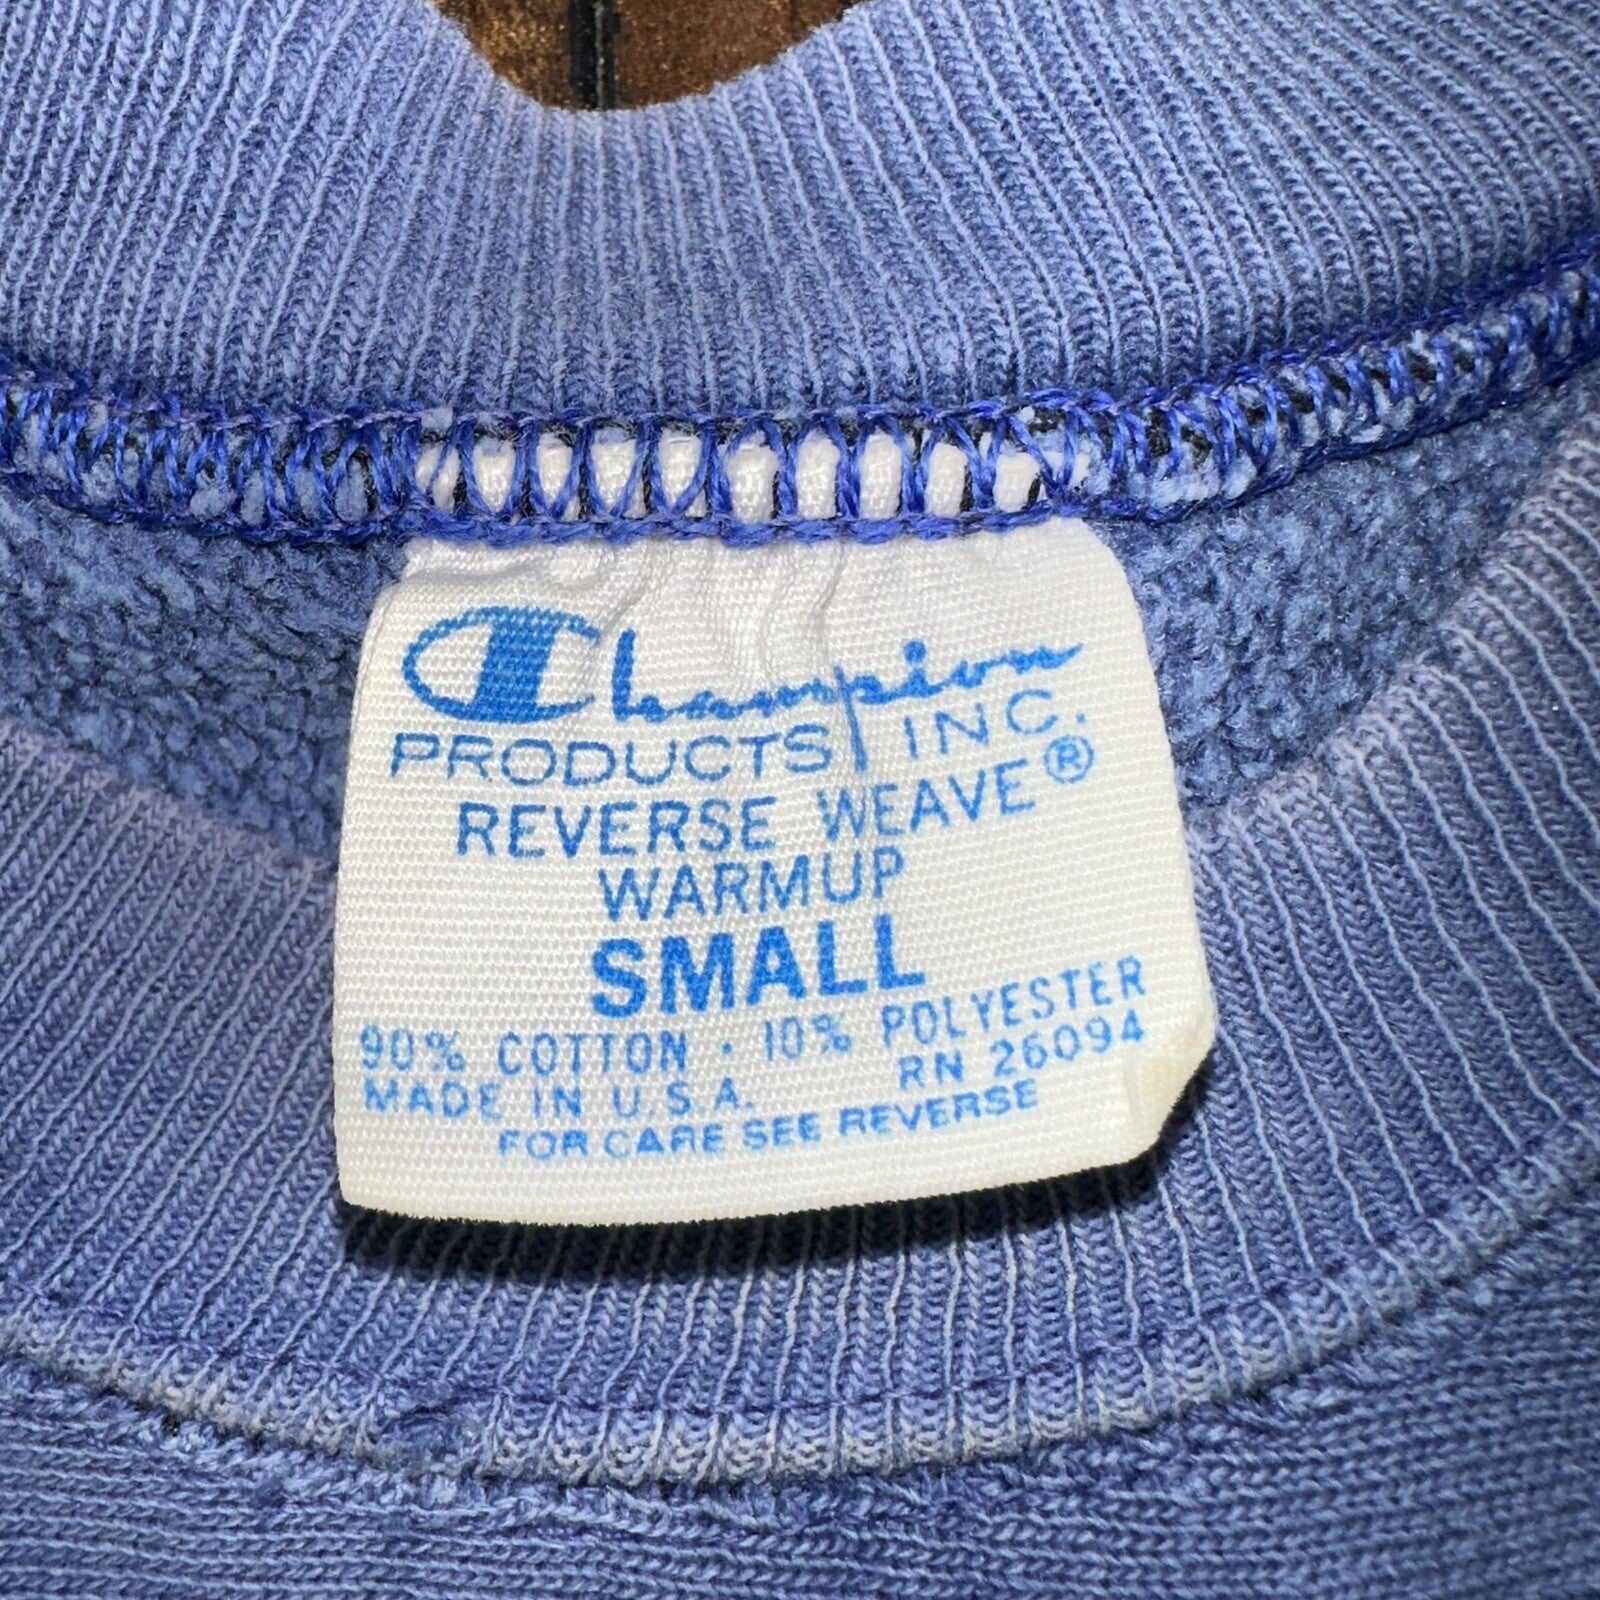 Champion
PRODUCTS, INC.
REVERSE WEAVE®
WARMUP
SMALL
90% COTTON · 10% POLYESTER
MADE IN U.S.A. RN 26094
FOR CARE SEE REVERSE